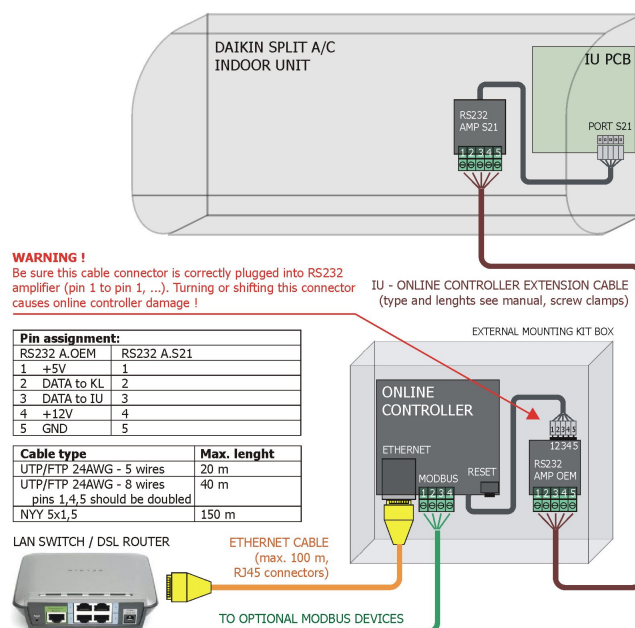 DAIKIN SPLIT A/C
INDOOR UNIT
IU PCB
RS232
AMP S21
PORT S21
1 2 3 4 5
WARNING !
Be sure this cable connector is correctly plugged into RS232
amplifier (pin 1 to pin 1, ...). Turning or shifting this connector
causes online controller damage !
IU - ONLINE CONTROLLER EXTENSION CABLE
(type and lenghts see manual, screw clamps)
EXTERNAL MOUNTING KIT BOX
Pin assignment:
RS232 A.OEM RS232 A.S21
1 +5V 1
2 DATA to KL 2
3 DATA to IU 3
4 +12V 4
5 GND 5
Cable type Max. lenght
UTP/FTP 24AWG - 5 wires 20 m
UTP/FTP 24AWG - 8 wires 40 m
pins 1,4,5 should be doubled
NYY 5x1,5 150 m
ONLINE
CONTROLLER
ETHERNET
MODBUS
RESET
1 2 3 4
1 2 3 4 5
12345
RS232
AMP OEM
1 2 3 4 5
LAN SWITCH / DSL ROUTER
ETHERNET CABLE
(max. 100 m,
RJ45 connectors)
TO OPTIONAL MODBUS DEVICES